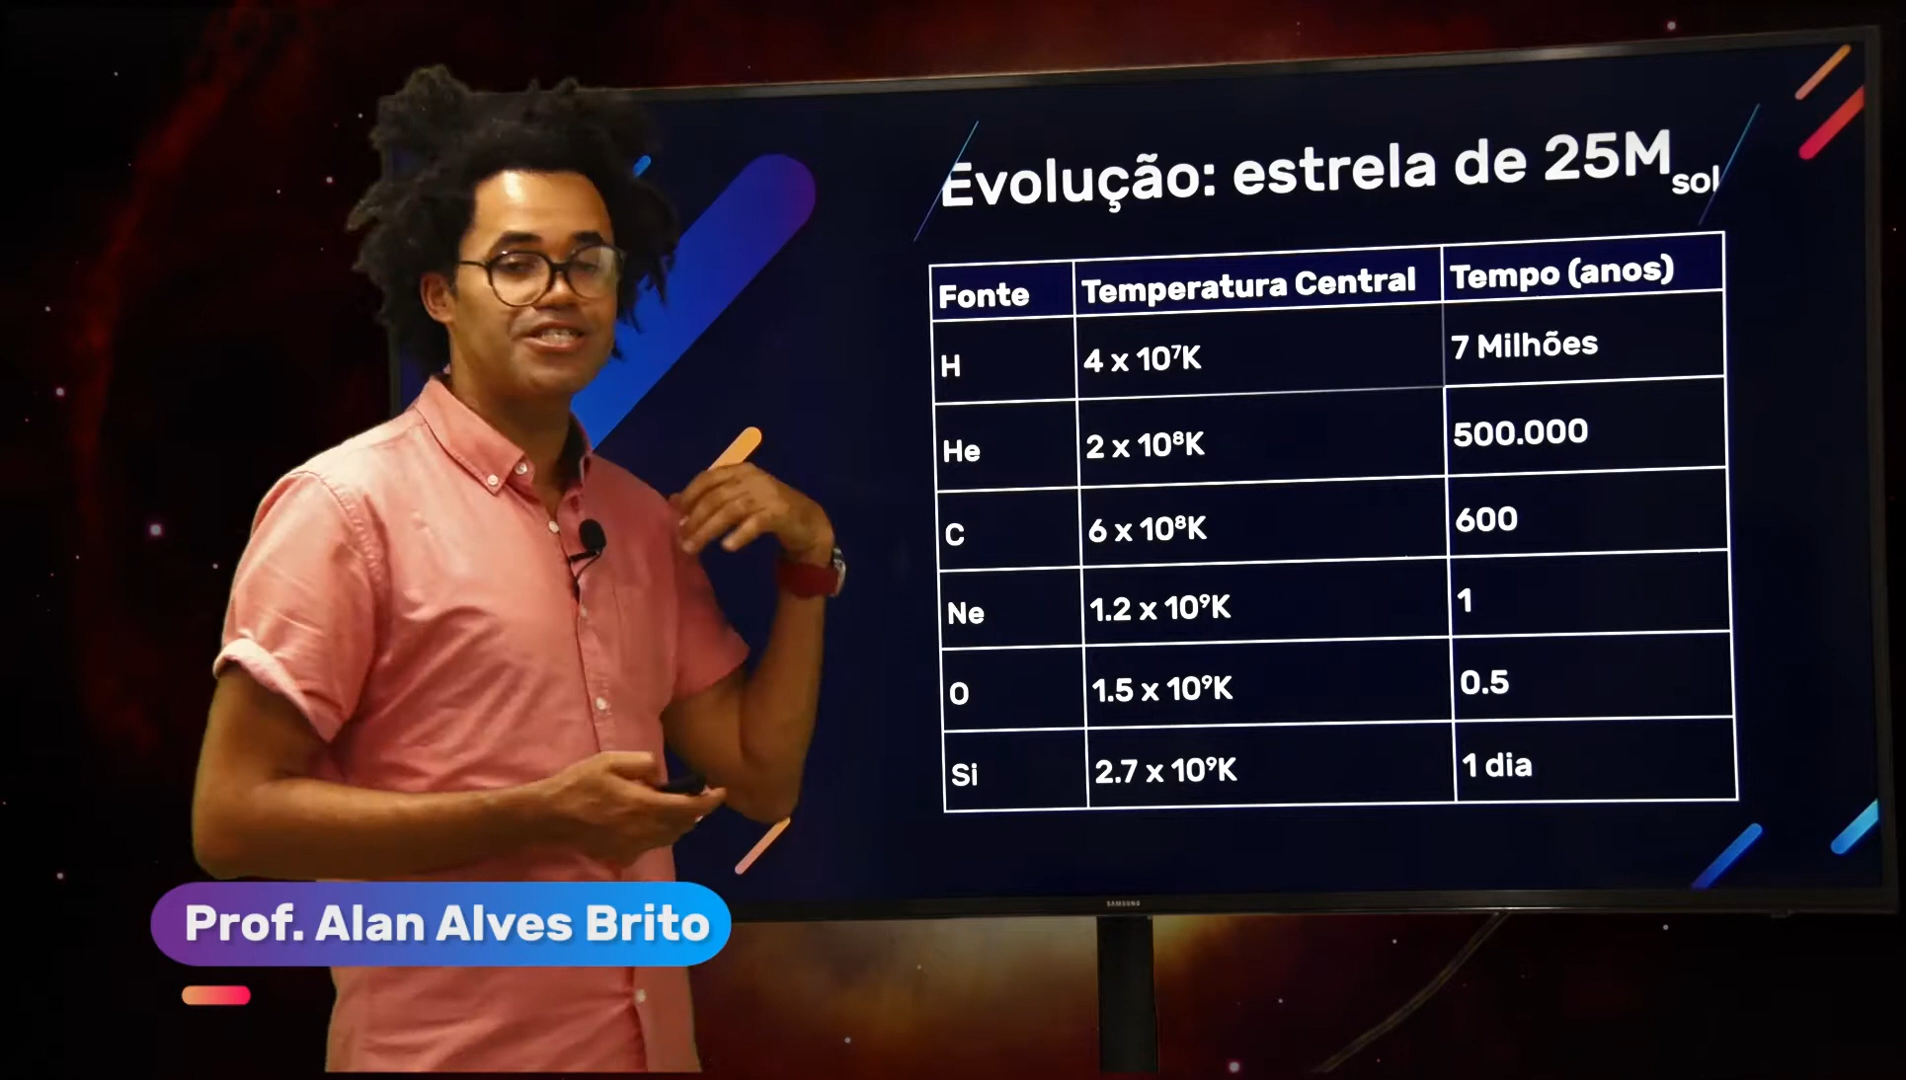 Evolução: estrela de 25Msol
Fonte Temperatura Central Tempo (anos)
H 4 x 10⁷K 7 Milhões
He 2 x 10⁸K 500.000
C 6 x 10⁸K 600
Ne 1.2 x 10⁹K 1
O 1.5 x 10⁹K 0.5
Si 2.7 x 10⁹K 1 dia
SAMSUNG
Prof. Alan Alves Brito